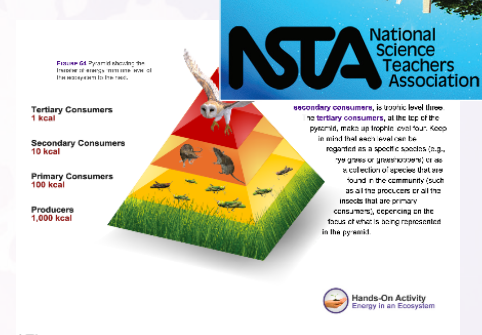 National
Science
Teachers
Association
NSTA
FIGURE 64 Pyramid showing the
transfer of energy from one level of
the ecosystem to the next.
Tertiary Consumers
1 kcal
Secondary Consumers
10 kcal
Primary Consumers
100 kcal
Producers
1,000 kcal
secondary consumers, is trophic level three.
The tertiary consumers, at the top of the
pyramid, make up trophic level four. Keep
in mind that each level can be
regarded as a specific species (e.g.,
rye grass or grasshoppers) or as
a collection of species that are
found in the community (such
as all the producers or all the
insects that are primary
consumers), depending on the
focus of what is being represented
in the pyramid.
Hands-On Activity
Energy in an Ecosystem